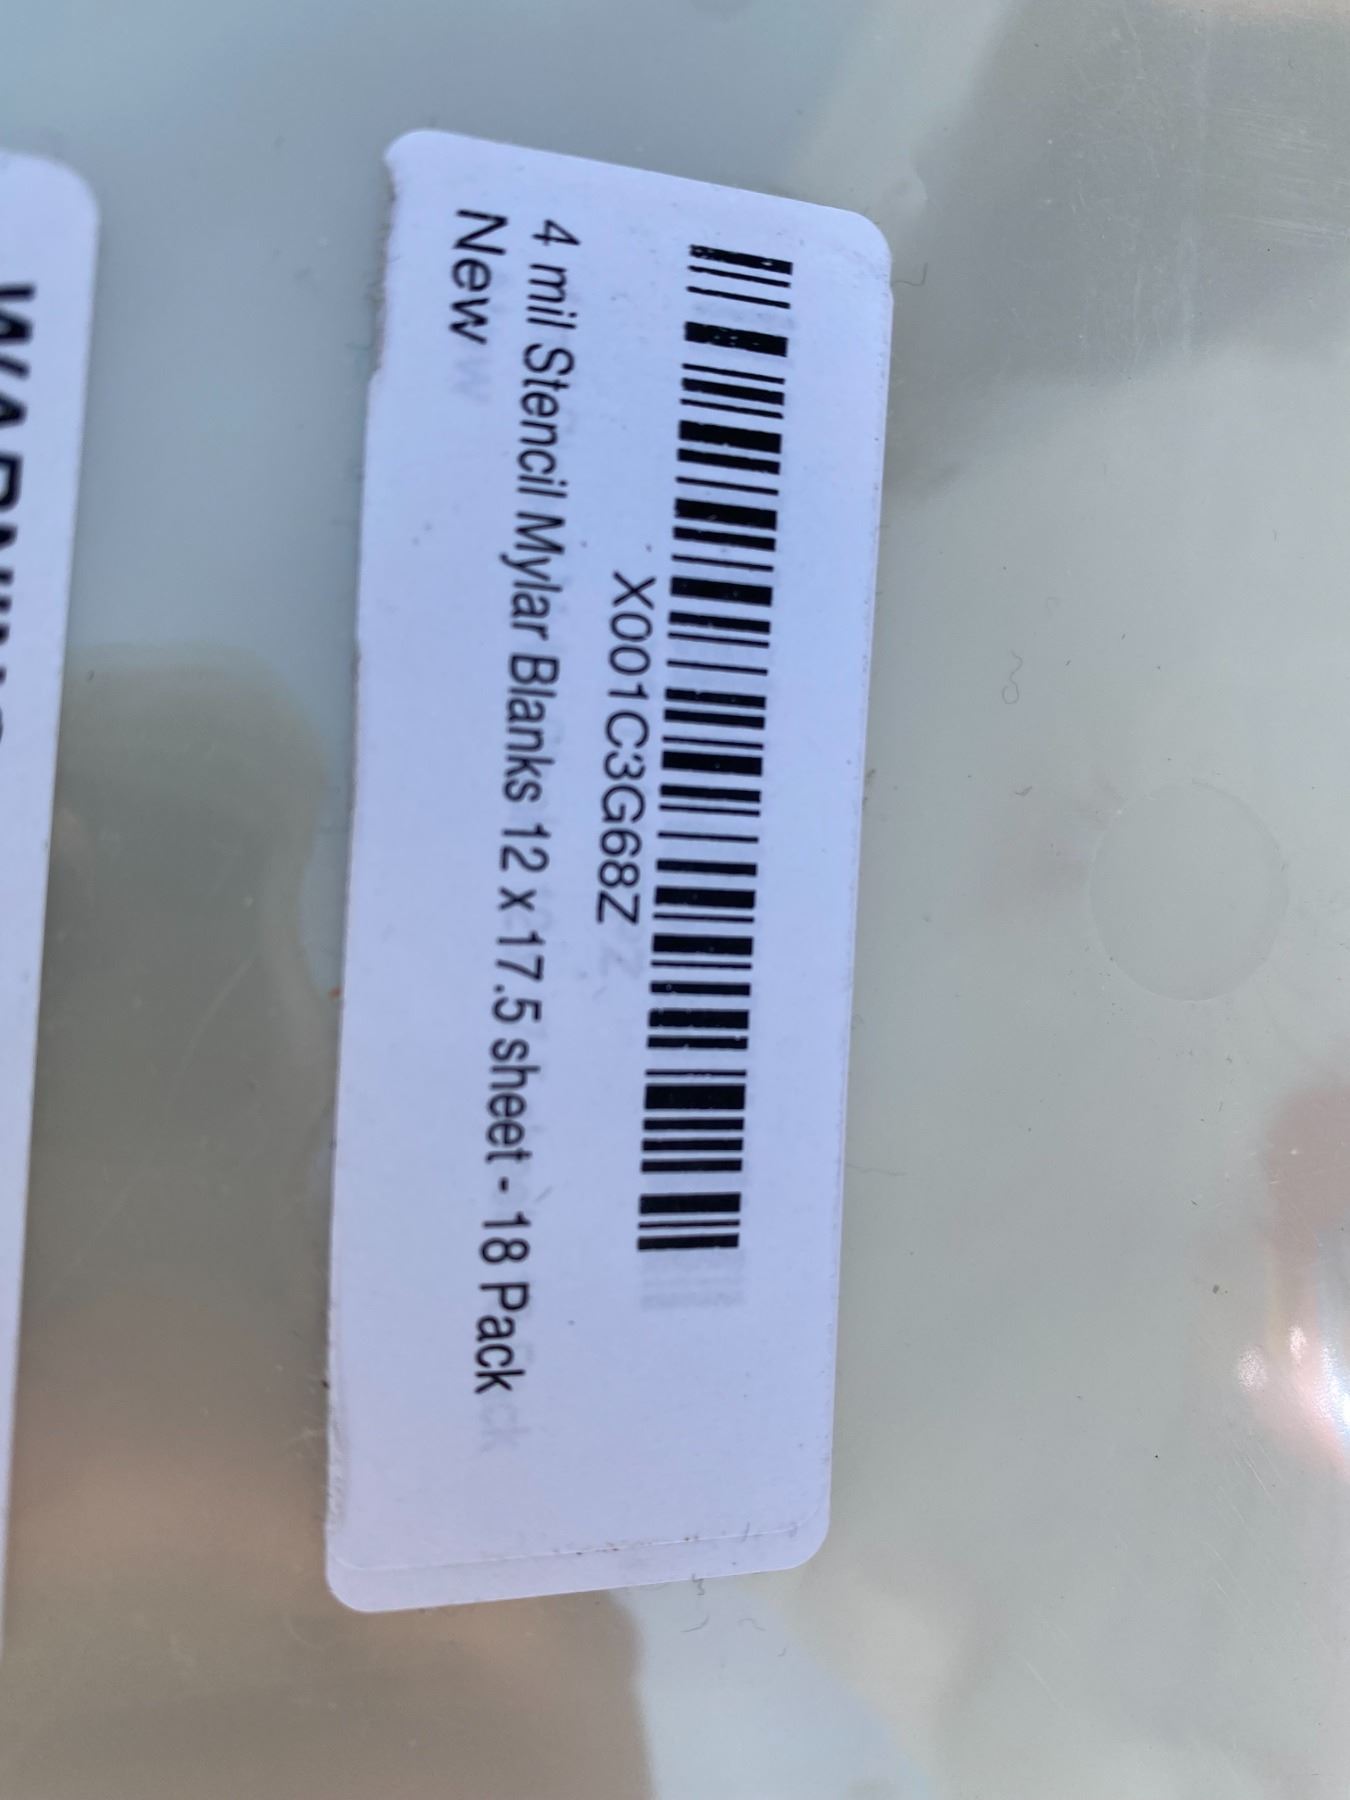 X001C3G68Z
4 mil Stencil Mylar Blanks 12 x 17.5 sheet - 18 Pack
New